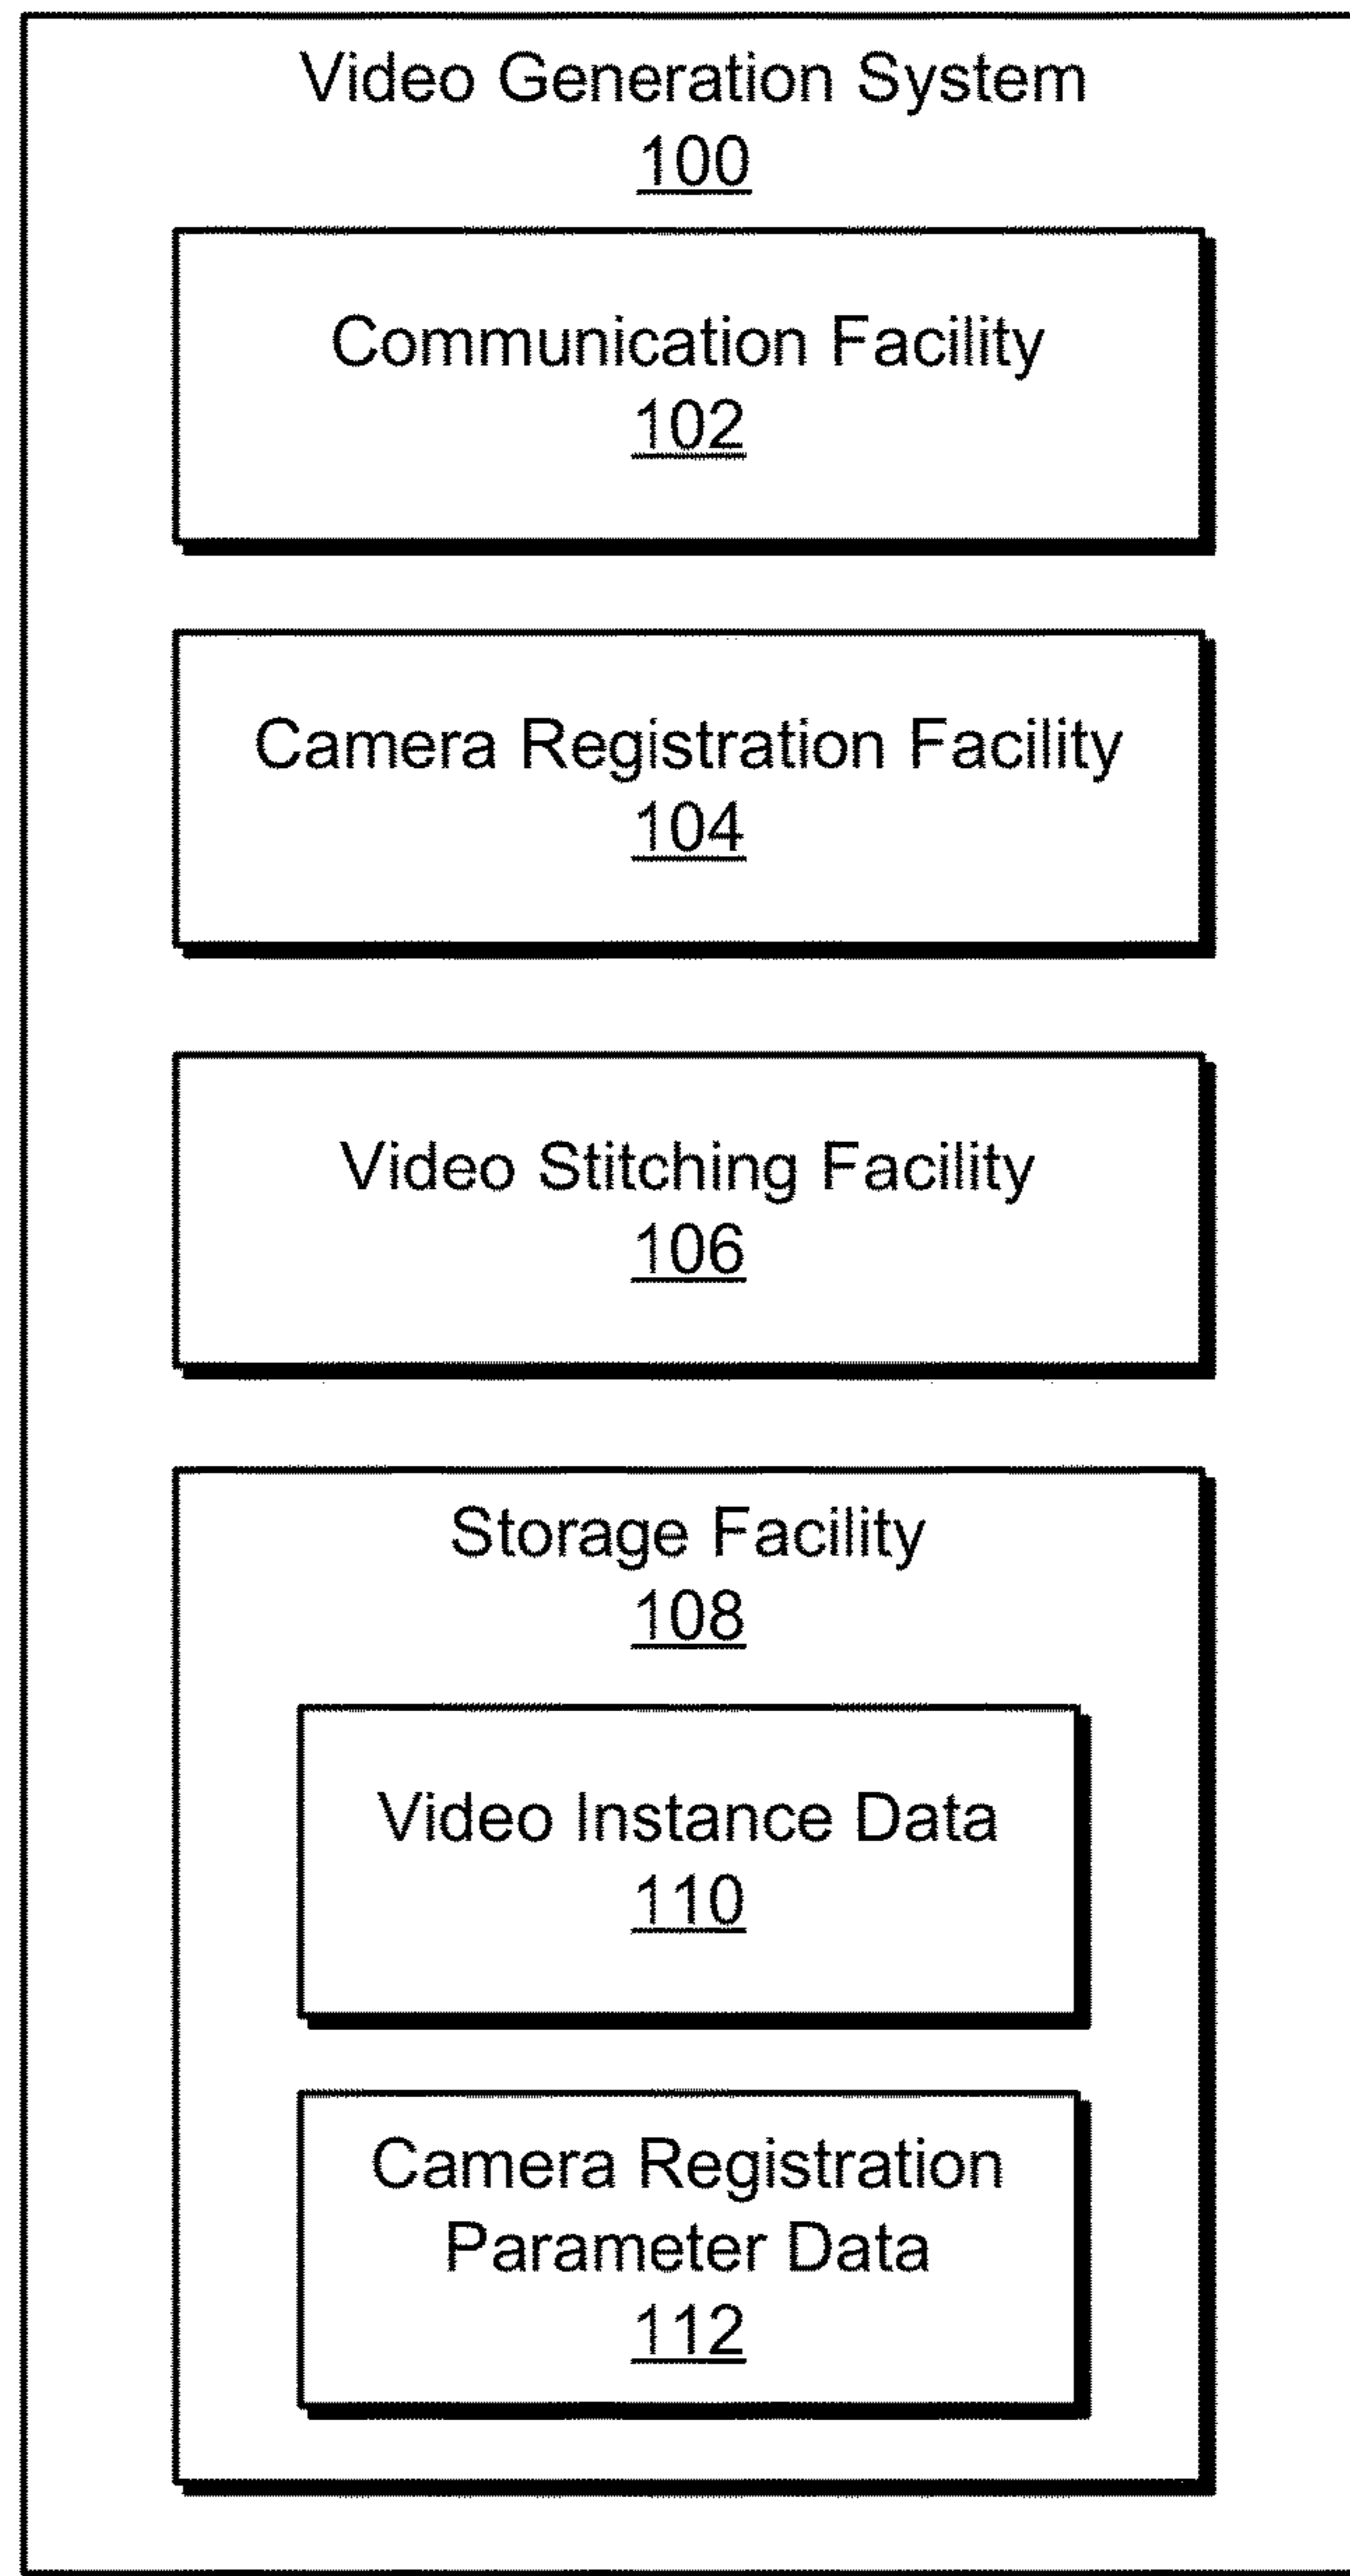 Video Generation System
100
Communication Facility
102
Camera Registration Facility
104
Video Stitching Facility
106
Storage Facility
108
Video Instance Data
110
Camera Registration
Parameter Data
112